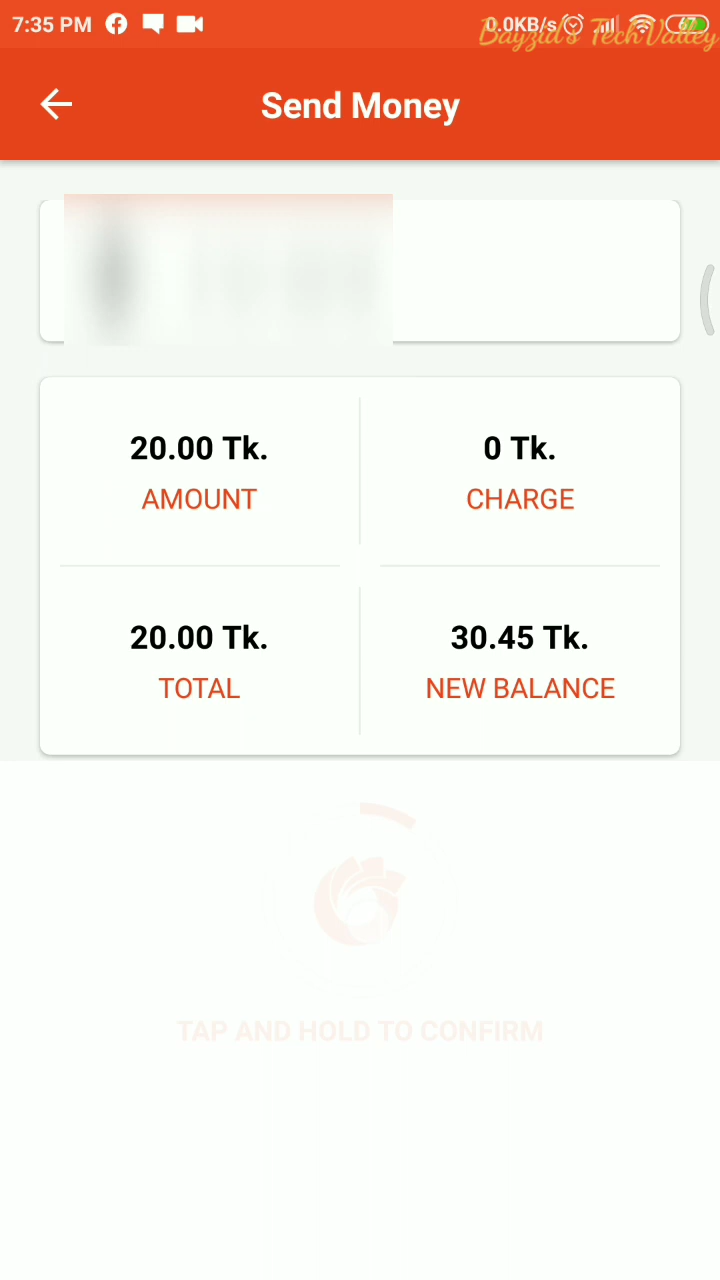 7:35 PM 0.0KB/s 67
Bayzid's Tech Valley
Send Money
20.00 Tk. 0 Tk.
AMOUNT CHARGE
20.00 Tk. 30.45 Tk.
TOTAL NEW BALANCE
TAP AND HOLD TO CONFIRM